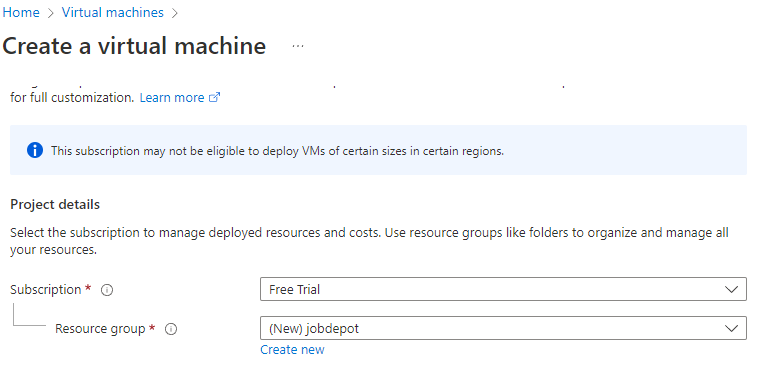 Home > Virtual machines >
Create a virtual machine ...
for full customization. Learn more
This subscription may not be eligible to deploy VMs of certain sizes in certain regions.
Project details
Select the subscription to manage deployed resources and costs. Use resource groups like folders to organize and manage all
your resources.
Subscription *
Free Trial
Resource group *
(New) jobdepot
Create new